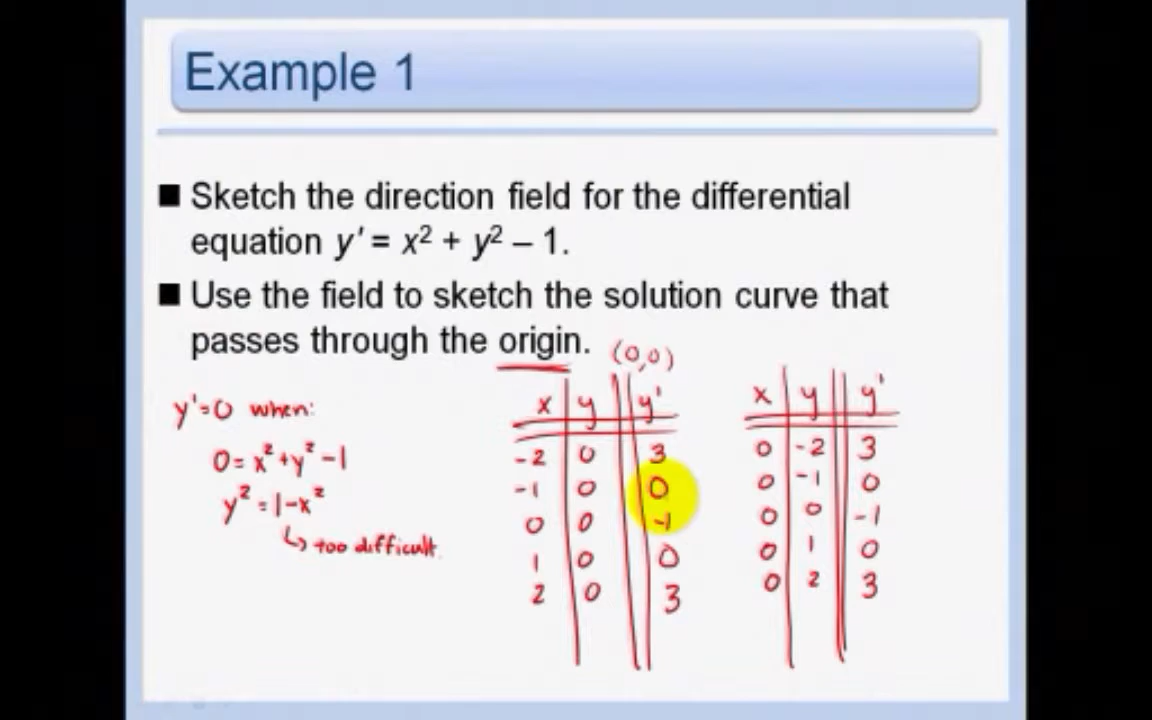 Example 1
■ Sketch the direction field for the differential
equation y′ = x² + y² – 1.
■ Use the field to sketch the solution curve that
passes through the origin. (0,0)
y'=0 when:
0=x²+y²-1
y²=1-x²
↳ too difficult.
x y y'
-2 0 3
-1 0 0
0 0 -1
1 0 0
2 0 3
x y y'
0 -2 3
0 -1 0
0 0 -1
0 1 0
0 2 3